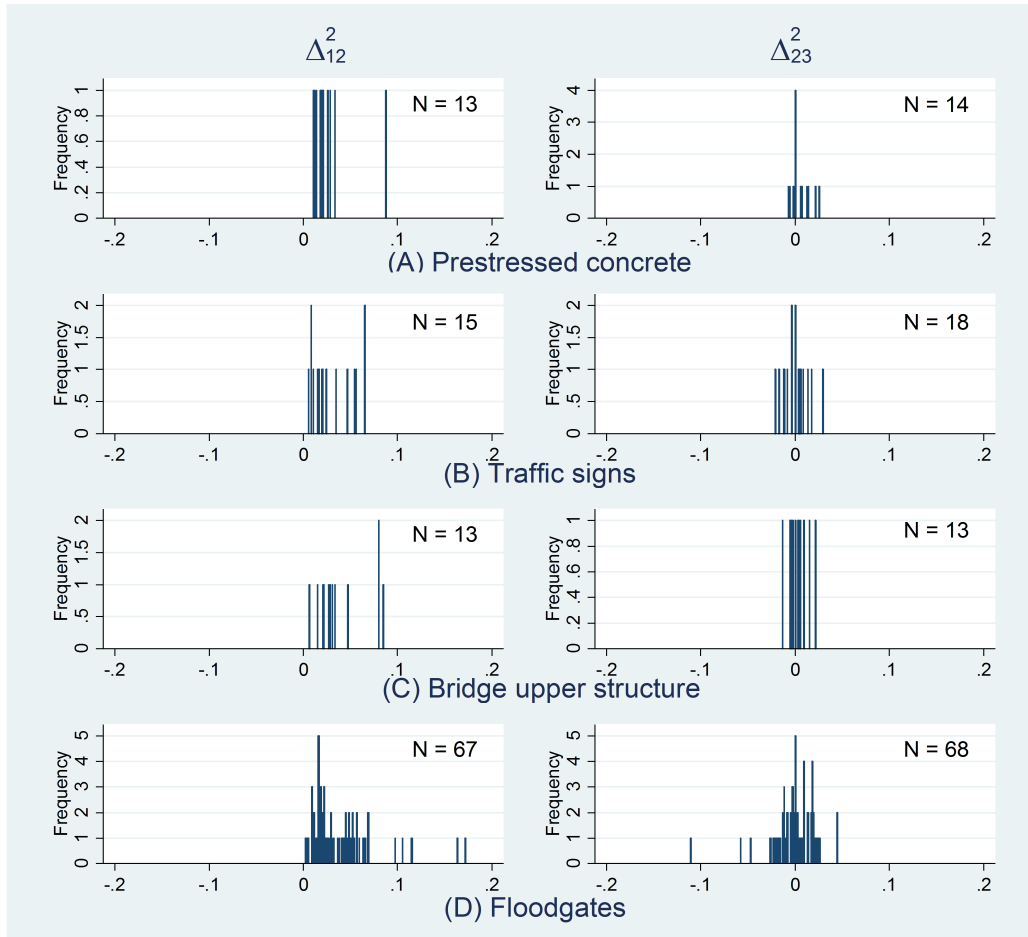 Δ²₁₂ Δ²₂₃
N = 13
Frequency
0 .2 .4 .6 .8 1
-.2 -.1 0 .1 .2
N = 14
Frequency
0 1 2 3 4
-.2 -.1 0 .1 .2
(A) Prestressed concrete
N = 15
Frequency
0 .5 1 1.5 2
-.2 -.1 0 .1 .2
N = 18
Frequency
0 .5 1 1.5 2
-.2 -.1 0 .1 .2
(B) Traffic signs
N = 13
Frequency
0 .5 1 1.5 2
-.2 -.1 0 .1 .2
N = 13
Frequency
0 .2 .4 .6 .8 1
-.2 -.1 0 .1 .2
(C) Bridge upper structure
N = 67
Frequency
0 1 2 3 4 5
-.2 -.1 0 .1 .2
N = 68
Frequency
0 1 2 3 4 5
-.2 -.1 0 .1 .2
(D) Floodgates